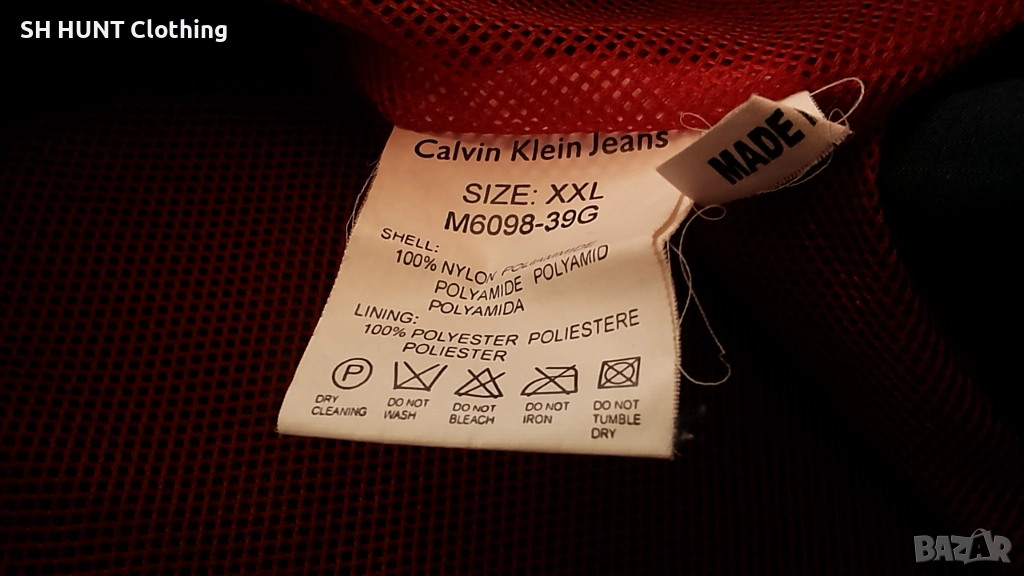 SH HUNT Clothing
Calvin Klein Jeans
MADE
SIZE: XXL
M6098-39G
SHELL:
100% NYLON POLIAMMIDE
POLYAMIDE POLYAMID
POLYAMIDA
LINING:
100% POLYESTER POLIESTERE
POLIESTER
P
DRY CLEANING
DO NOT WASH
DO NOT BLEACH
DO NOT IRON
DO NOT TUMBLE DRY
BAZAR